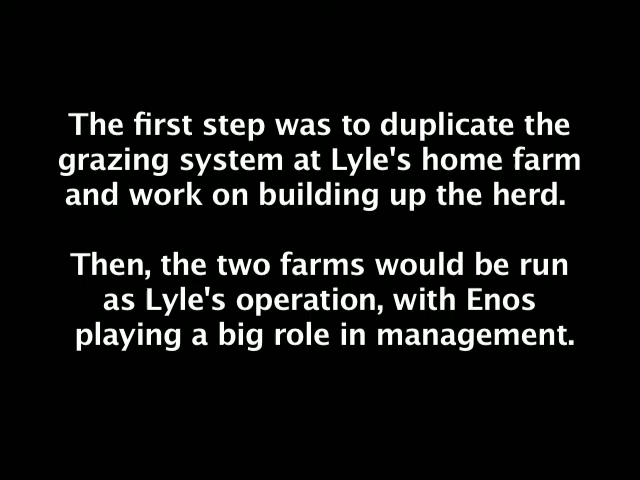 The first step was to duplicate the
grazing system at Lyle's home farm
and work on building up the herd.
Then, the two farms would be run
as Lyle's operation, with Enos
playing a big role in management.